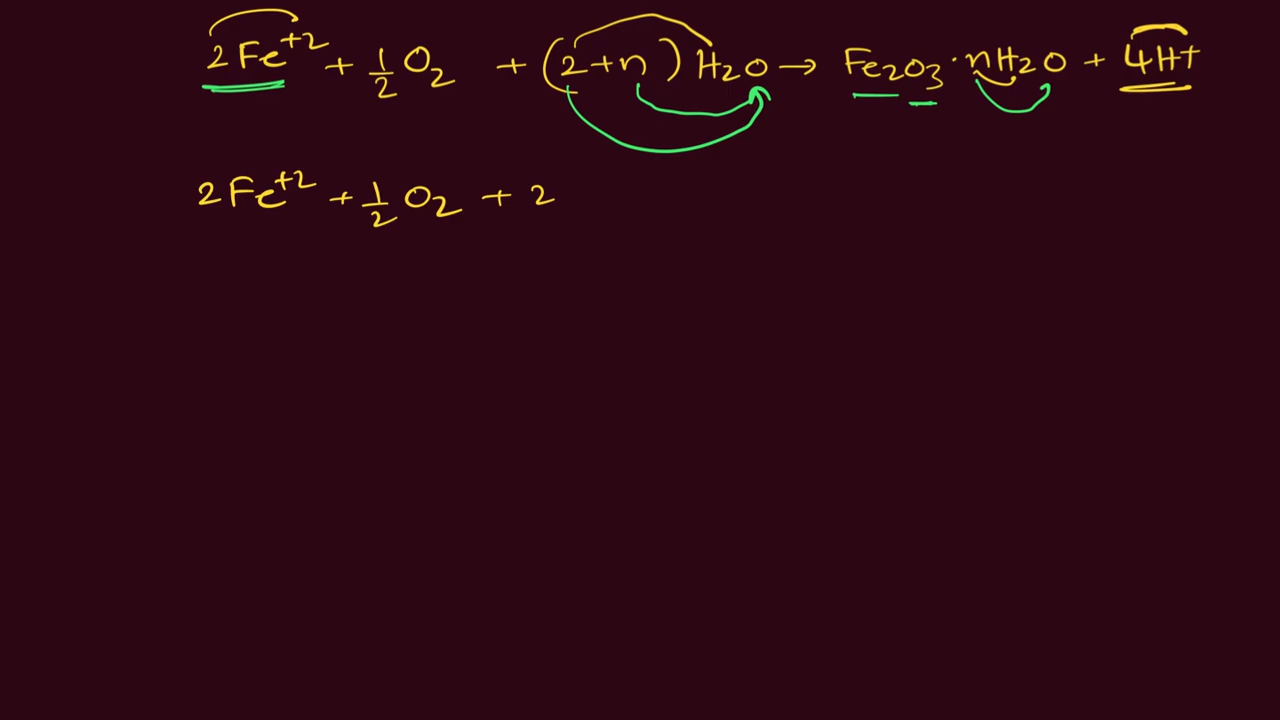 2Fe⁺² + ½ O₂ + (2+n) H₂O → Fe₂O₃·nH₂O + 4H⁺
2Fe⁺² + ½ O₂ + 2